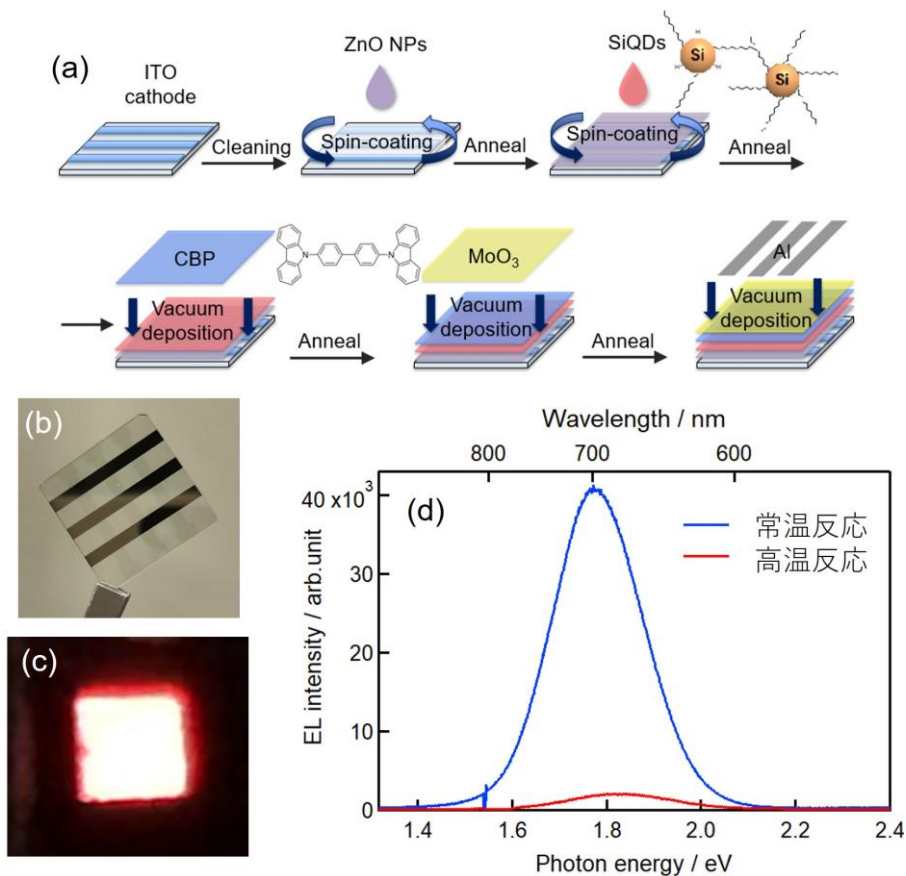 (a)
ITO
cathode
Cleaning
ZnO NPs
Spin-coating
Anneal
SiQDs
Spin-coating
Si
H
H
H
Si
Anneal
CBP
Vacuum
deposition
N
N
Anneal
MoO3
Vacuum
deposition
Anneal
Al
Vacuum
deposition
(b)
(c)
Wavelength / nm
800 700 600
(d)
常温反応
高温反応
EL intensity / arb.unit
40 x10³
30
20
10
0
1.4 1.6 1.8 2.0 2.2 2.4
Photon energy / eV